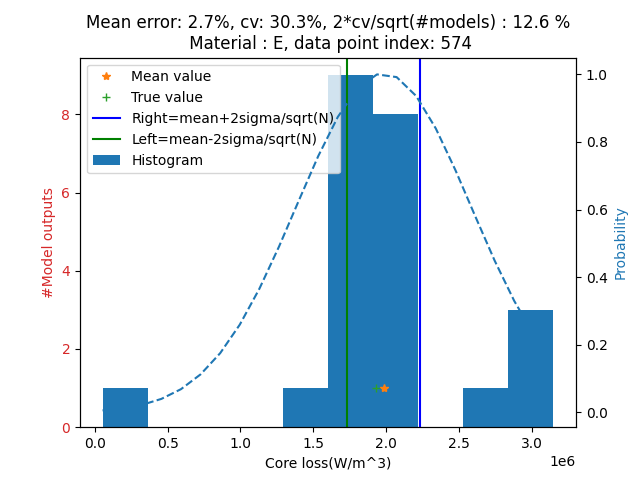 Mean error: 2.7%, cv: 30.3%, 2*cv/sqrt(#models) : 12.6 %
Material : E, data point index: 574
Mean value
True value
Right=mean+2sigma/sqrt(N)
Left=mean-2sigma/sqrt(N)
Histogram
#Model outputs
0
2
4
6
8
Probability
0.0
0.2
0.4
0.6
0.8
1.0
0.0 0.5 1.0 1.5 2.0 2.5 3.0
1e6
Core loss(W/m^3)